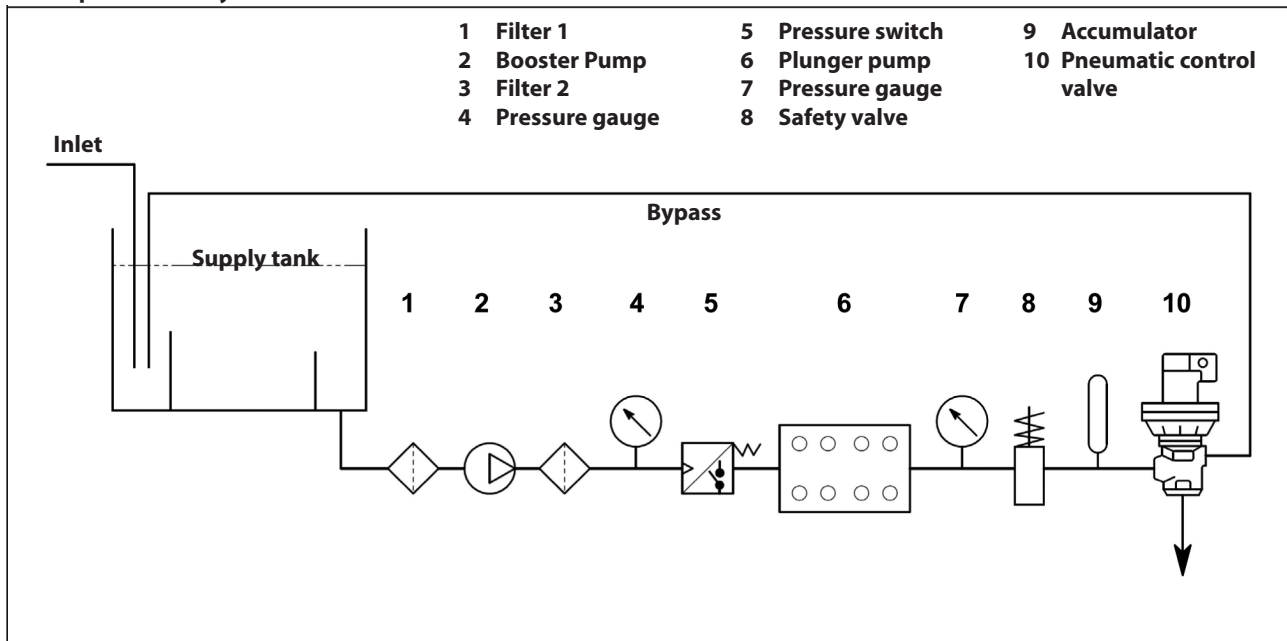 1 Filter 1
2 Booster Pump
3 Filter 2
4 Pressure gauge
5 Pressure switch
6 Plunger pump
7 Pressure gauge
8 Safety valve
9 Accumulator
10 Pneumatic control
valve
Inlet
Bypass
Supply tank
1 2 3 4 5 6 7 8 9 10